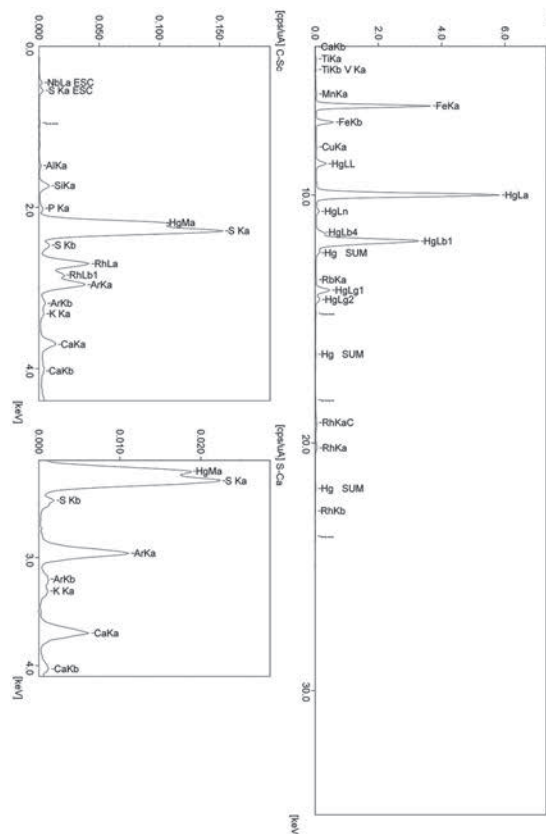 0.000
0.050
0.100
0.150
[cps/uA] C-Sc
0.0
NbLa ESC
S Ka ESC
AlKa
SiKa
2.0
P Ka
HgMa
S Ka
S Kb
RhLa
RhLb1
ArKa
ArKb
K Ka
CaKa
4.0
CaKb
[keV]
0.000
0.010
0.020
[cps/uA] S-Ca
HgMa
S Ka
S Kb
3.0
ArKa
ArKb
K Ka
CaKa
4.0
CaKb
[keV]
0.0
2.0
4.0
6.0
[cps/uA] T
CaKb
TiKa
TiKb V Ka
MnKa
FeKa
FeKb
CuKa
HgLL
10.0
HgLa
HgLn
HgLb4
HgLb1
Hg SUM
RbKa
HgLg1
HgLg2
Hg SUM
RhKaC
20.0
RhKa
Hg SUM
RhKb
30.0
[keV